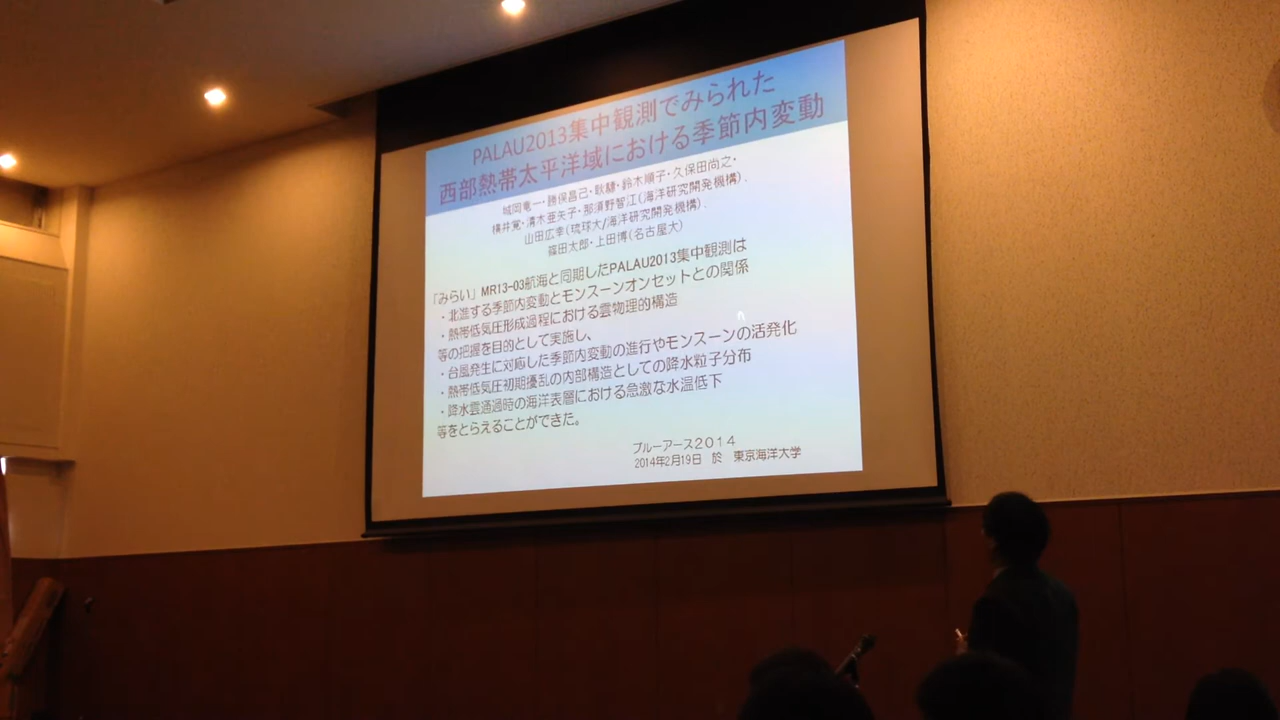 PALAU2013集中観測でみられた
西部熱帯太平洋域における季節内変動
城岡竜一・勝俣昌己・耿驃・鈴木順子・久保田尚之・
横井覚・清木亜矢子・那須野智江(海洋研究開発機構).
山田広幸(琉球大/海洋研究開発機構).
篠田太郎・上田博(名古屋大)
「みらい」MR13-03航海と同期したPALAU2013集中観測は
・北進する季節内変動とモンスーンオンセットとの関係
・熱帯低気圧形成過程における雲物理的構造
等の把握を目的として実施し、
・台風発生に対応した季節内変動の進行やモンスーンの活発化
・熱帯低気圧初期擾乱の内部構造としての降水粒子分布
・降水雲通過時の海洋表層における急激な水温低下
等をとらえることができた。
ブルーアース2014
2014年2月19日 於 東京海洋大学